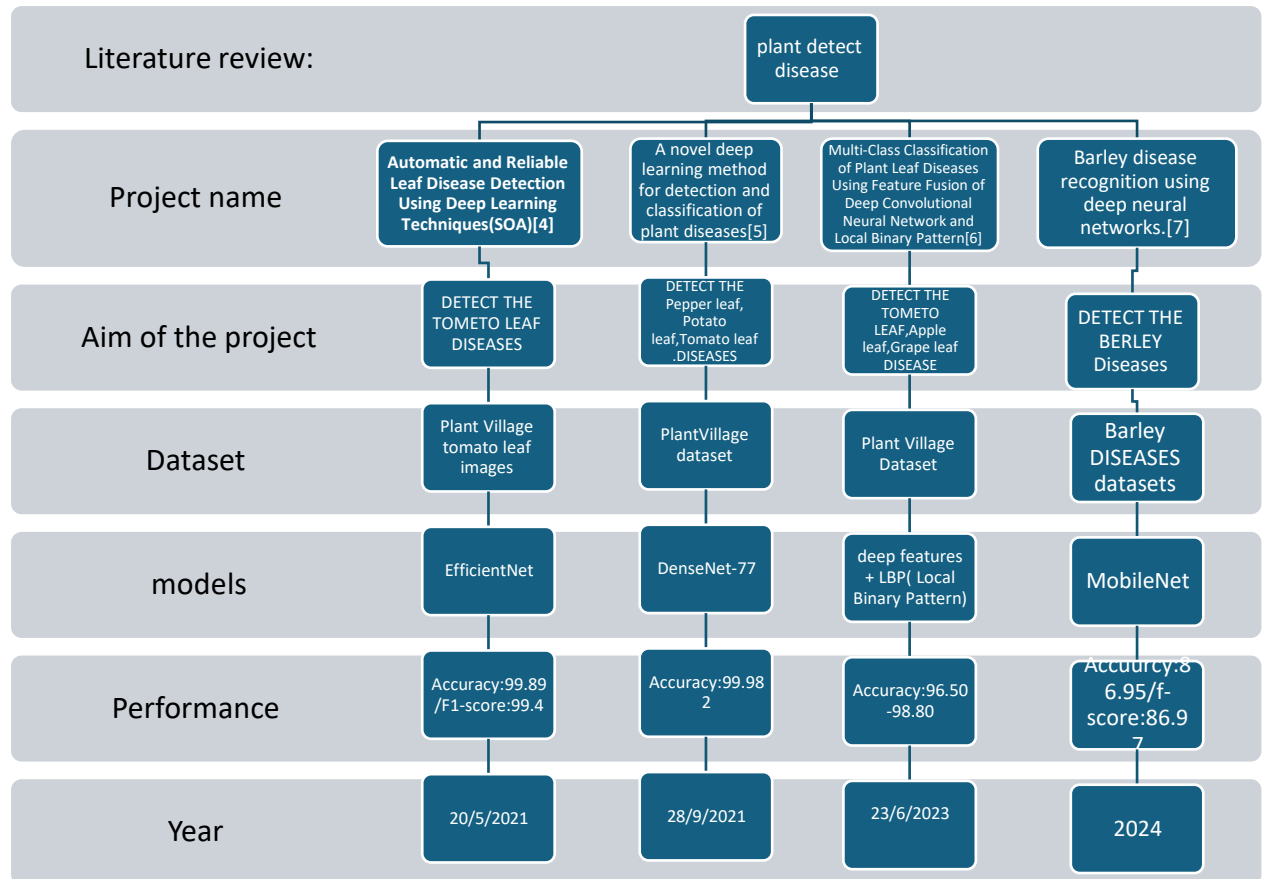 Literature review:
plant detect
disease
Project name
Automatic and Reliable
Leaf Disease Detection
Using Deep Learning
Techniques(SOA)[4]
A novel deep
learning method
for detection and
classification of
plant diseases[5]
Multi-Class Classification
of Plant Leaf Diseases
Using Feature Fusion of
Deep Convolutional
Neural Network and
Local Binary Pattern[6]
Barley disease
recognition using
deep neural
networks.[7]
Aim of the project
DETECT THE
TOMETO LEAF
DISEASES
DETECT THE
Pepper leaf,
Potato
leaf,Tomato leaf
.DISEASES
DETECT THE
TOMETO
LEAF,Apple
leaf,Grape leaf
DISEASE
DETECT THE
BERLEY
Diseases
Dataset
Plant Village
tomato leaf
images
PlantVillage
dataset
Plant Village
Dataset
Barley
DISEASES
datasets
models
EfficientNet
DenseNet-77
deep features
+ LBP( Local
Binary Pattern)
MobileNet
Performance
Accuracy:99.89
/F1-score:99.4
Accuracy:99.98
2
Accuracy:96.50
-98.80
Accuurcy:8
6.95/f-
score:86.9
7
Year
20/5/2021
28/9/2021
23/6/2023
2024